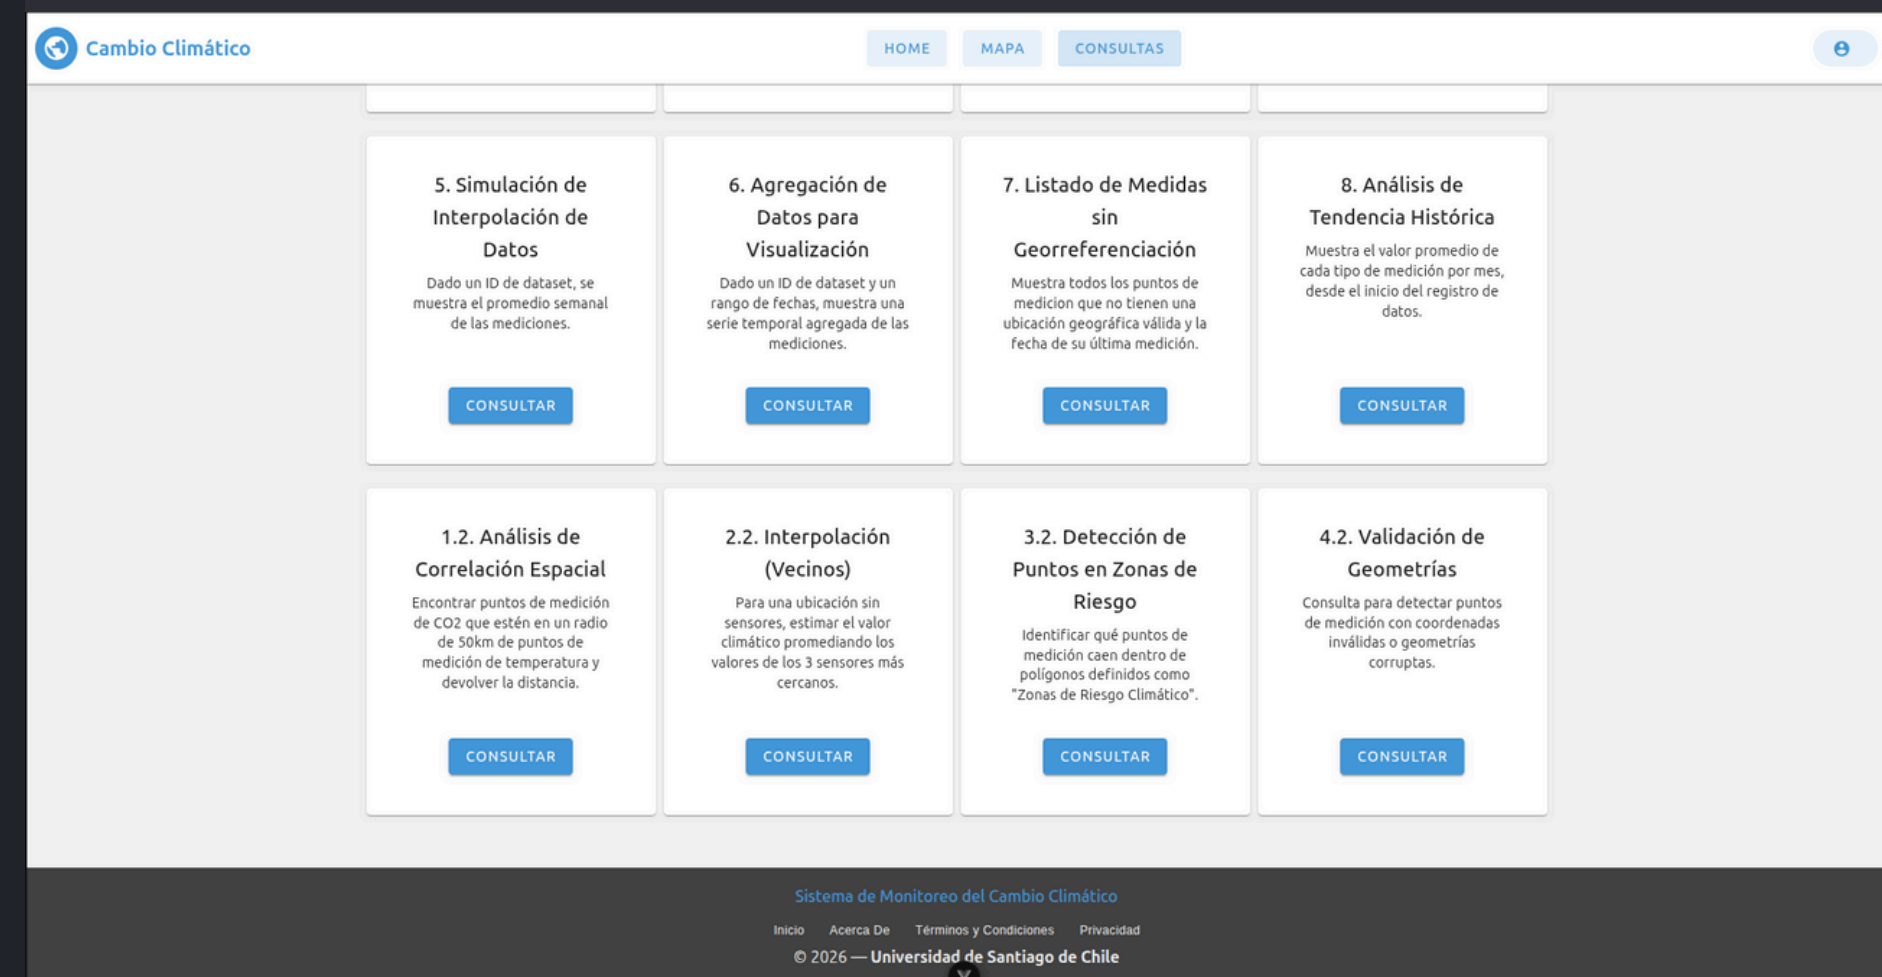 Cambio Climático
HOME
MAPA
CONSULTAS
5. Simulación de
Interpolación de
Datos
Dado un ID de dataset, se
muestra el promedio semanal
de las mediciones.
CONSULTAR
6. Agregación de
Datos para
Visualización
Dado un ID de dataset y un
rango de fechas, muestra una
serie temporal agregada de las
mediciones.
CONSULTAR
7. Listado de Medidas
sin
Georreferenciación
Muestra todos los puntos de
medicion que no tienen una
ubicación geográfica válida y la
fecha de su última medición.
CONSULTAR
8. Análisis de
Tendencia Histórica
Muestra el valor promedio de
cada tipo de medición por mes,
desde el inicio del registro de
datos.
CONSULTAR
1.2. Análisis de
Correlación Espacial
Encontrar puntos de medición
de CO2 que estén en un radio
de 50km de puntos de
medición de temperatura y
devolver la distancia.
CONSULTAR
2.2. Interpolación
(Vecinos)
Para una ubicación sin
sensores, estimar el valor
climático promediando los
valores de los 3 sensores más
cercanos.
CONSULTAR
3.2. Detección de
Puntos en Zonas de
Riesgo
Identificar qué puntos de
medición caen dentro de
polígonos definidos como
"Zonas de Riesgo Climático".
CONSULTAR
4.2. Validación de
Geometrías
Consulta para detectar puntos
de medición con coordenadas
inválidas o geometrías
corruptas.
CONSULTAR
Sistema de Monitoreo del Cambio Climático
Inicio Acerca De Términos y Condiciones Privacidad
© 2026 — Universidad de Santiago de Chile